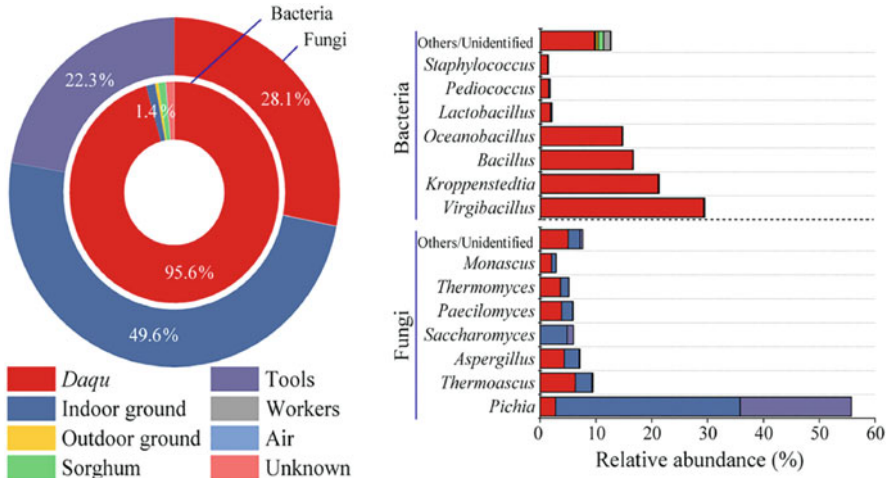 Bacteria
Fungi
22.3%
28.1%
1.4%
95.6%
49.6%
Daqu
Indoor ground
Outdoor ground
Sorghum
Tools
Workers
Air
Unknown
Bacteria
Others/Unidentified
Staphylococcus
Pediococcus
Lactobacillus
Oceanobacillus
Bacillus
Kroppenstedtia
Virgibacillus
Fungi
Others/Unidentified
Monascus
Thermomyces
Paecilomyces
Saccharomyces
Aspergillus
Thermoascus
Pichia
0 10 20 30 40 50 60
Relative abundance (%)